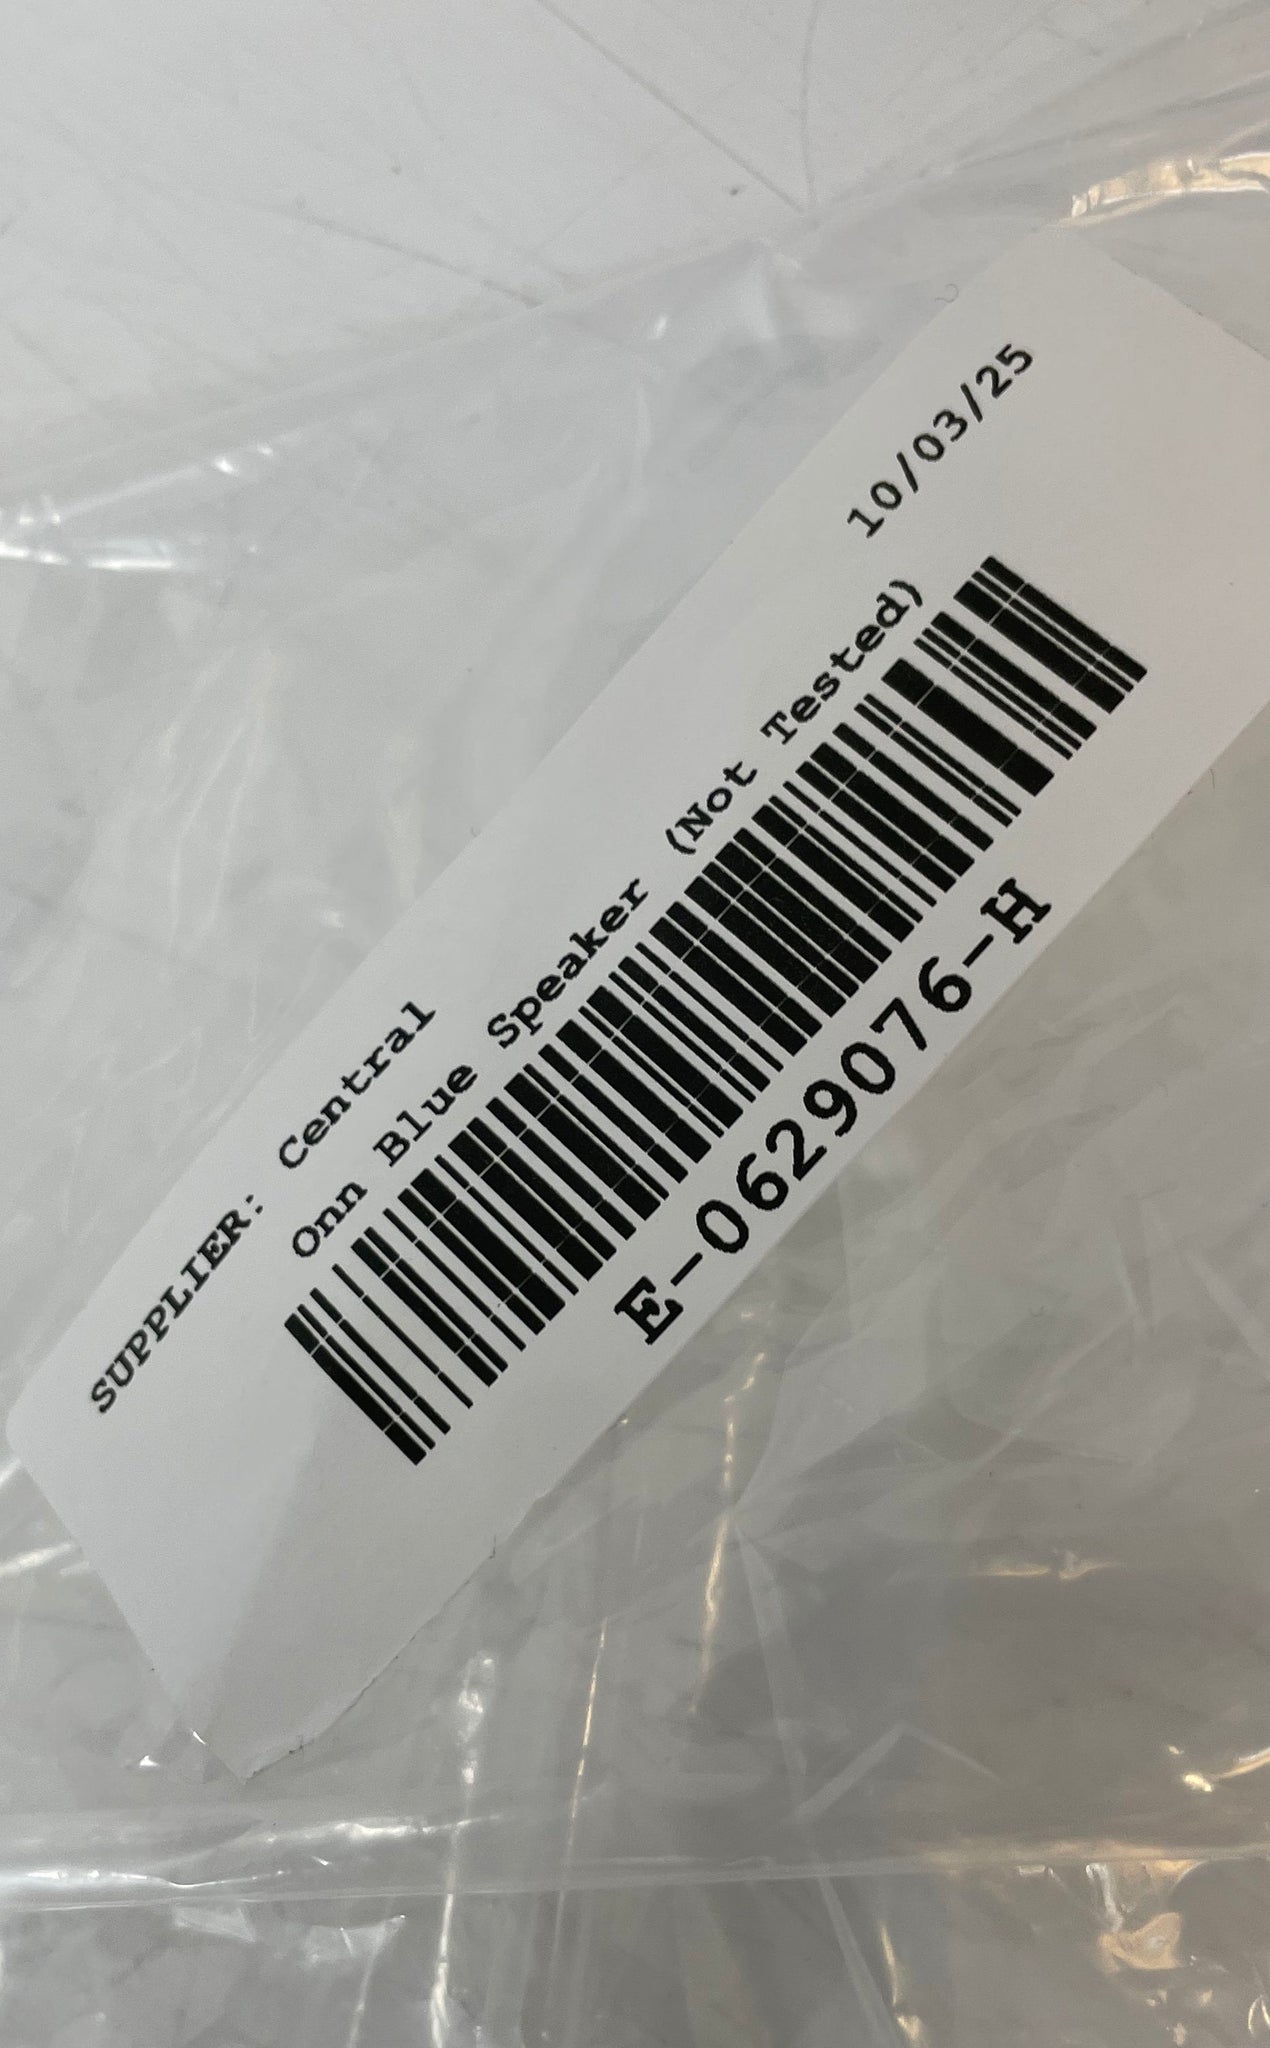 SUPPLIER: Central 10/03/25
Onn Blue Speaker (Not Tested)
E-0629076-H